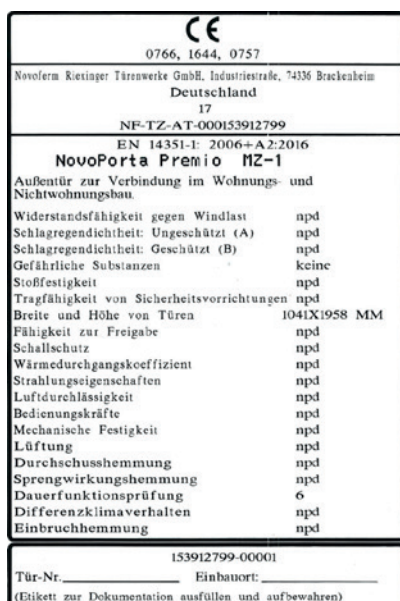 CE
0766, 1644, 0757
Novoferm Riexinger Türenwerke GmbH, Industriestraße, 74336 Brackenheim
Deutschland
17
NF-TZ-AT-000153912799
EN 14351-1: 2006+A2:2016
NovoPorta Premio MZ-1
Außentür zur Verbindung im Wohnungs- und
Nichtwohnungsbau.
Widerstandsfähigkeit gegen Windlast npd
Schlagregendichtheit: Ungeschützt (A) npd
Schlagregendichtheit: Geschützt (B) npd
Gefährliche Substanzen keine
Stoßfestigkeit npd
Tragfähigkeit von Sicherheitsvorrichtungen npd
Breite und Höhe von Türen 1041X1958 MM
Fähigkeit zur Freigabe npd
Schallschutz npd
Wärmedurchgangskoeffizient npd
Strahlungseigenschaften npd
Luftdurchlässigkeit npd
Bedienungskräfte npd
Mechanische Festigkeit npd
Lüftung npd
Durchschusshemmung npd
Sprengwirkungshemmung npd
Dauerfunktionsprüfung 6
Differenzklimaverhalten npd
Einbruchhemmung npd
153912799-00001
Tür-Nr. Einbauort:
(Etikett zur Dokumentation ausfüllen und aufbewahren)